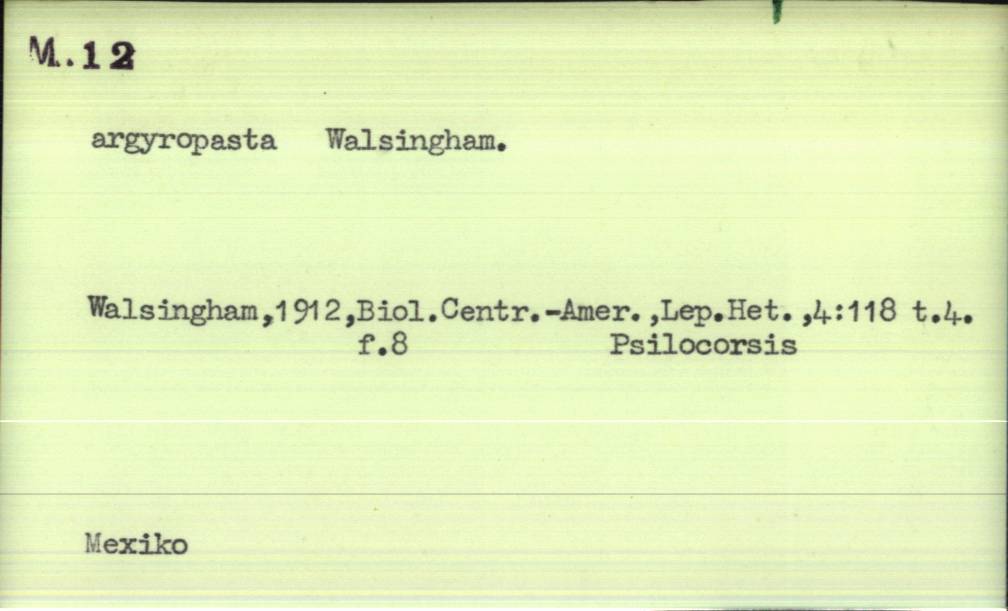 M.12
argyropasta Walsingham.
Walsingham,1912,Biol.Centr.-Amer.,Lep.Het.,4:118 t.4.
f.8 Psilocorsis
Mexiko